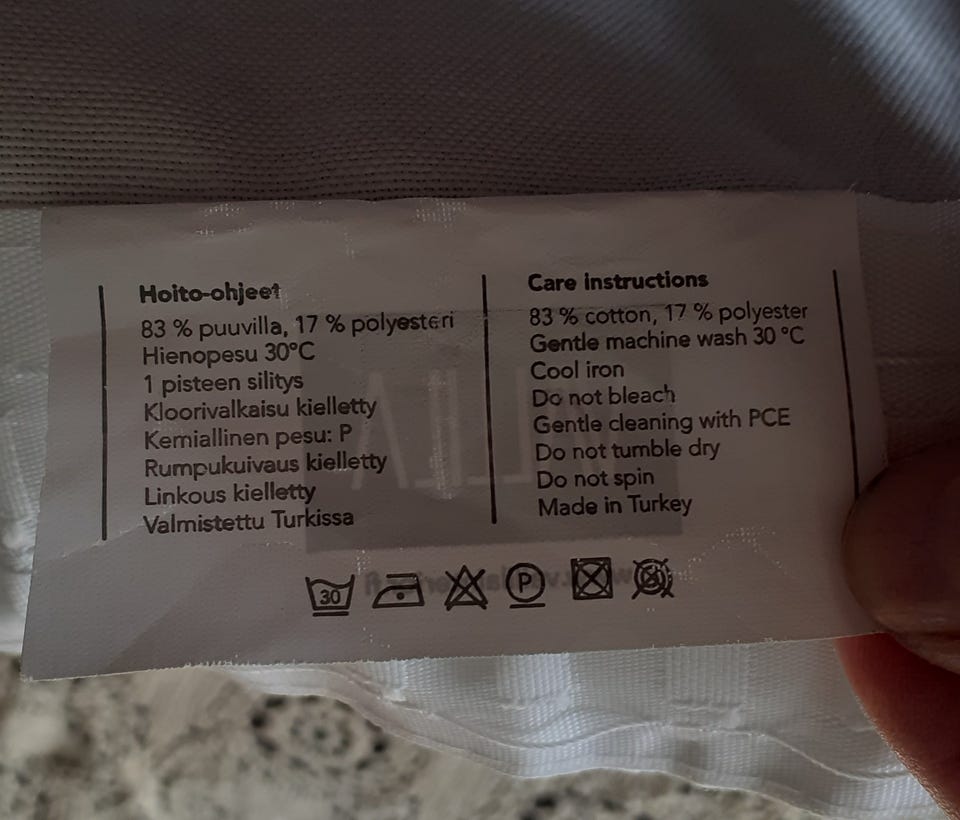 Hoito-ohjeet
83 % puuvilla, 17 % polyesteri
Hienopesu 30°C
1 pisteen silitys
Kloorivalkaisu kielletty
Kemiallinen pesu: P
Rumpukuivaus kielletty
Linkous kielletty
Valmistettu Turkissa
Care instructions
83 % cotton, 17 % polyester
Gentle machine wash 30 °C
Cool iron
Do not bleach
Gentle cleaning with PCE
Do not tumble dry
Do not spin
Made in Turkey
30 P